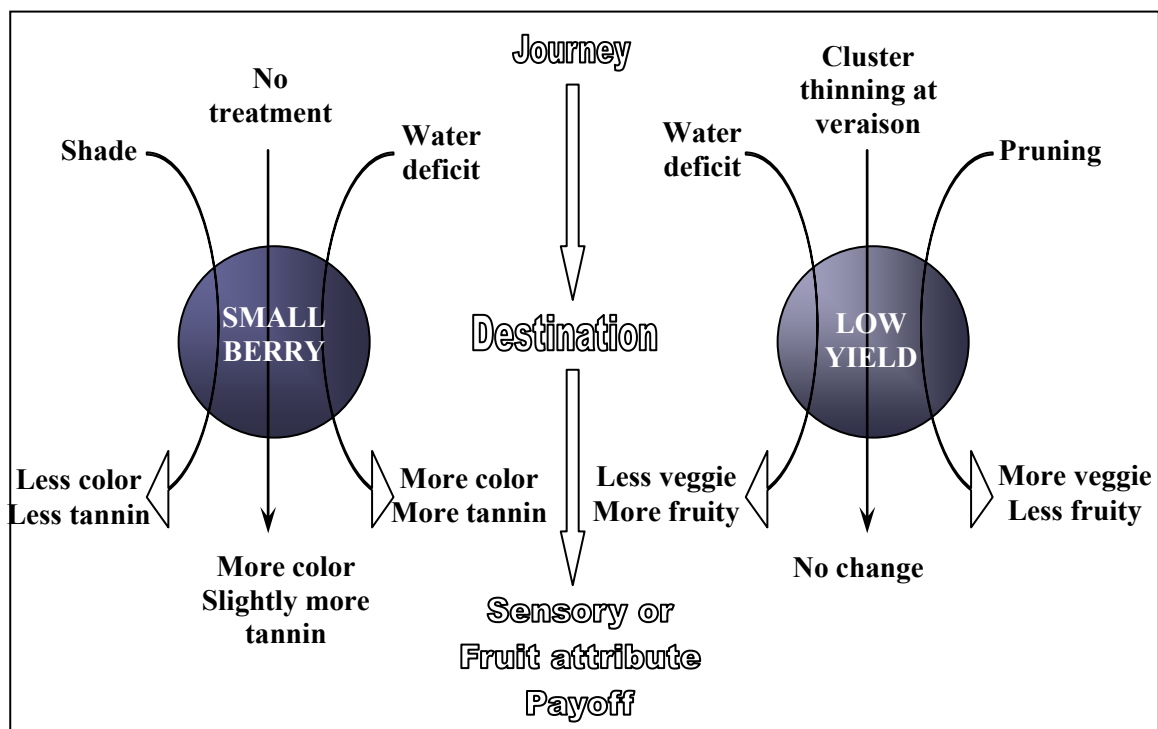 Journey
No
treatment
Shade
Water
deficit
Cluster
thinning at
veraison
Water
deficit
Pruning
SMALL
BERRY
Destination
LOW
YIELD
Less color
Less tannin
More color
More tannin
More color
Slightly more
tannin
Less veggie
More fruity
More veggie
Less fruity
No change
Sensory or
Fruit attribute
Payoff